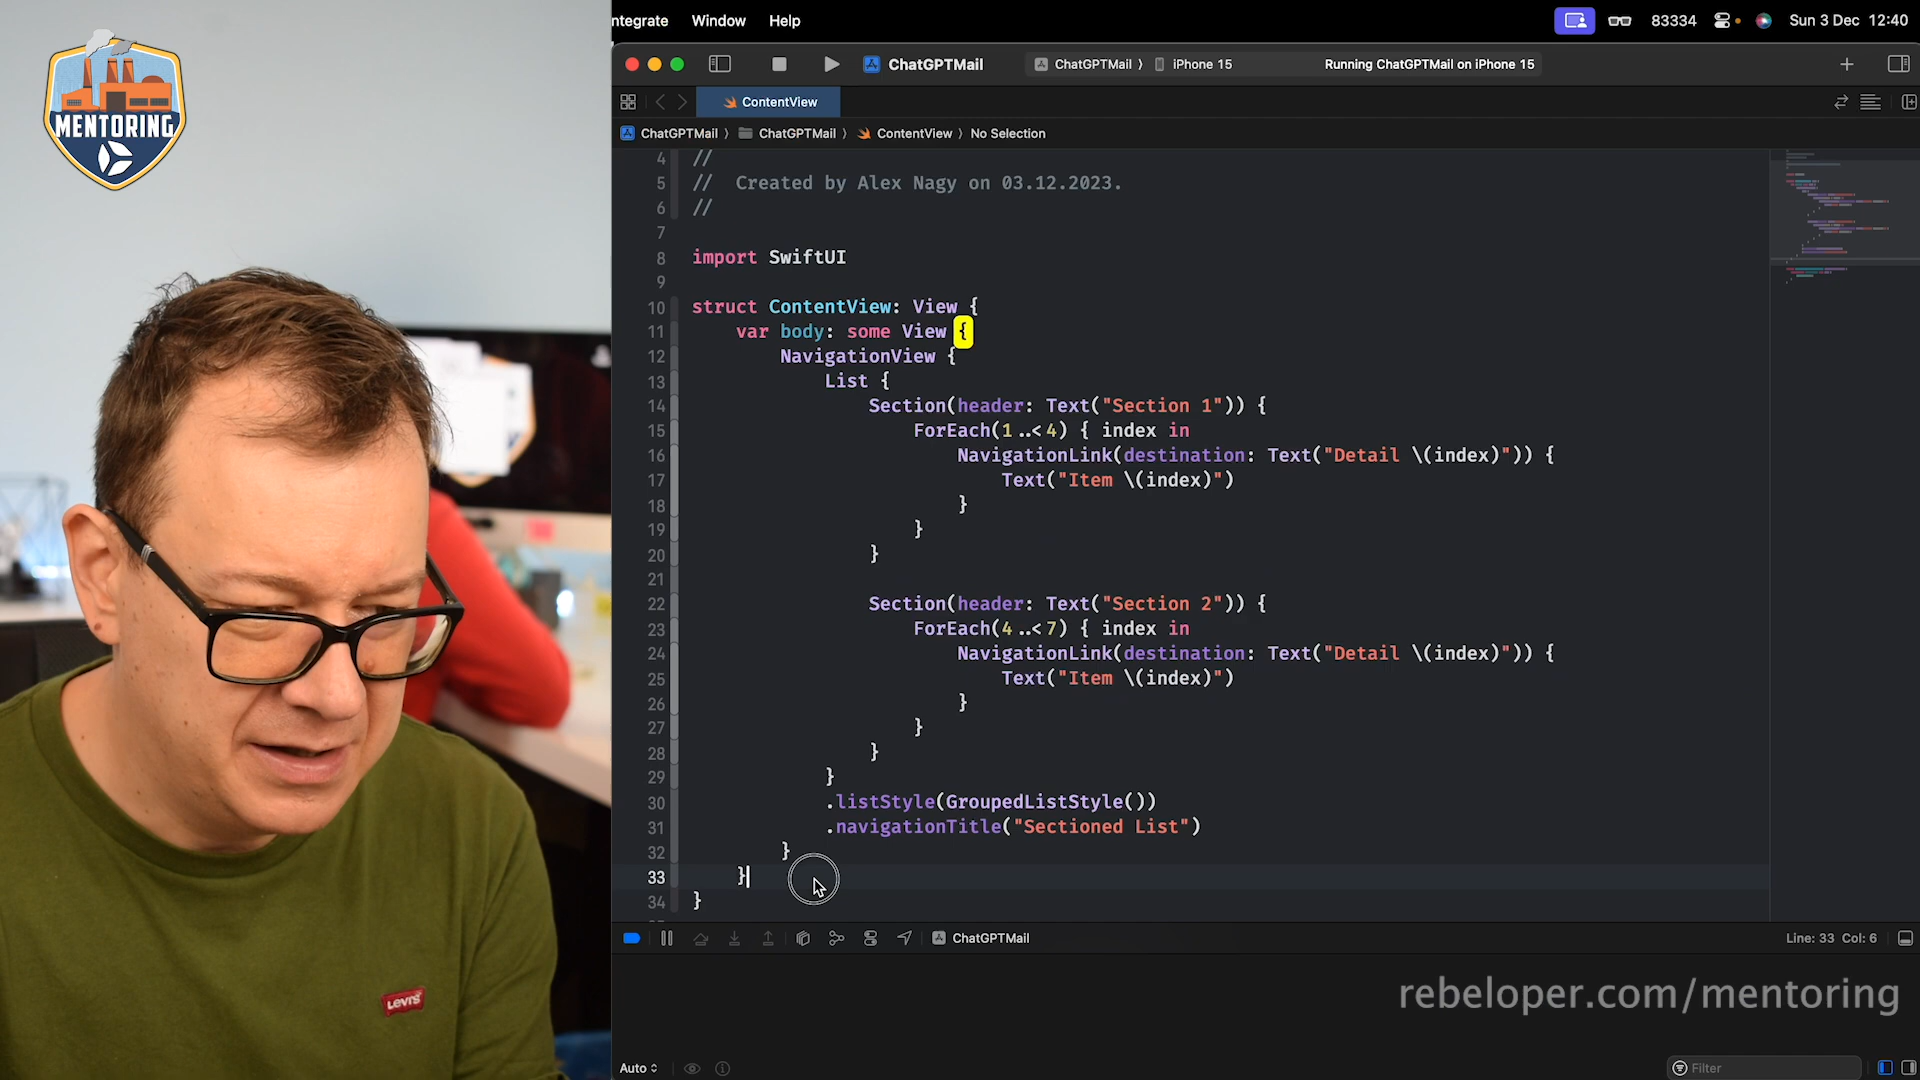 MENTORING
Levi's
ntegrate Window Help 83334 Sun 3 Dec 12:40
ChatGPTMail ChatGPTMail iPhone 15 Running ChatGPTMail on iPhone 15
ContentView
ChatGPTMail ChatGPTMail ContentView No Selection
4 //
5 // Created by Alex Nagy on 03.12.2023.
6 //
7
8 import SwiftUI
9
10 struct ContentView: View {
11 var body: some View {
12 NavigationView {
13 List {
14 Section(header: Text("Section 1")) {
15 ForEach(1..<4) { index in
16 NavigationLink(destination: Text("Detail \(index)")) {
17 Text("Item \(index)")
18 }
19 }
20 }
21
22 Section(header: Text("Section 2")) {
23 ForEach(4..<7) { index in
24 NavigationLink(destination: Text("Detail \(index)")) {
25 Text("Item \(index)")
26 }
27 }
28 }
29 }
30 .listStyle(GroupedListStyle())
31 .navigationTitle("Sectioned List")
32 }
33 }
34 }
ChatGPTMail Line: 33 Col: 6
rebeloper.com/mentoring
Auto Filter